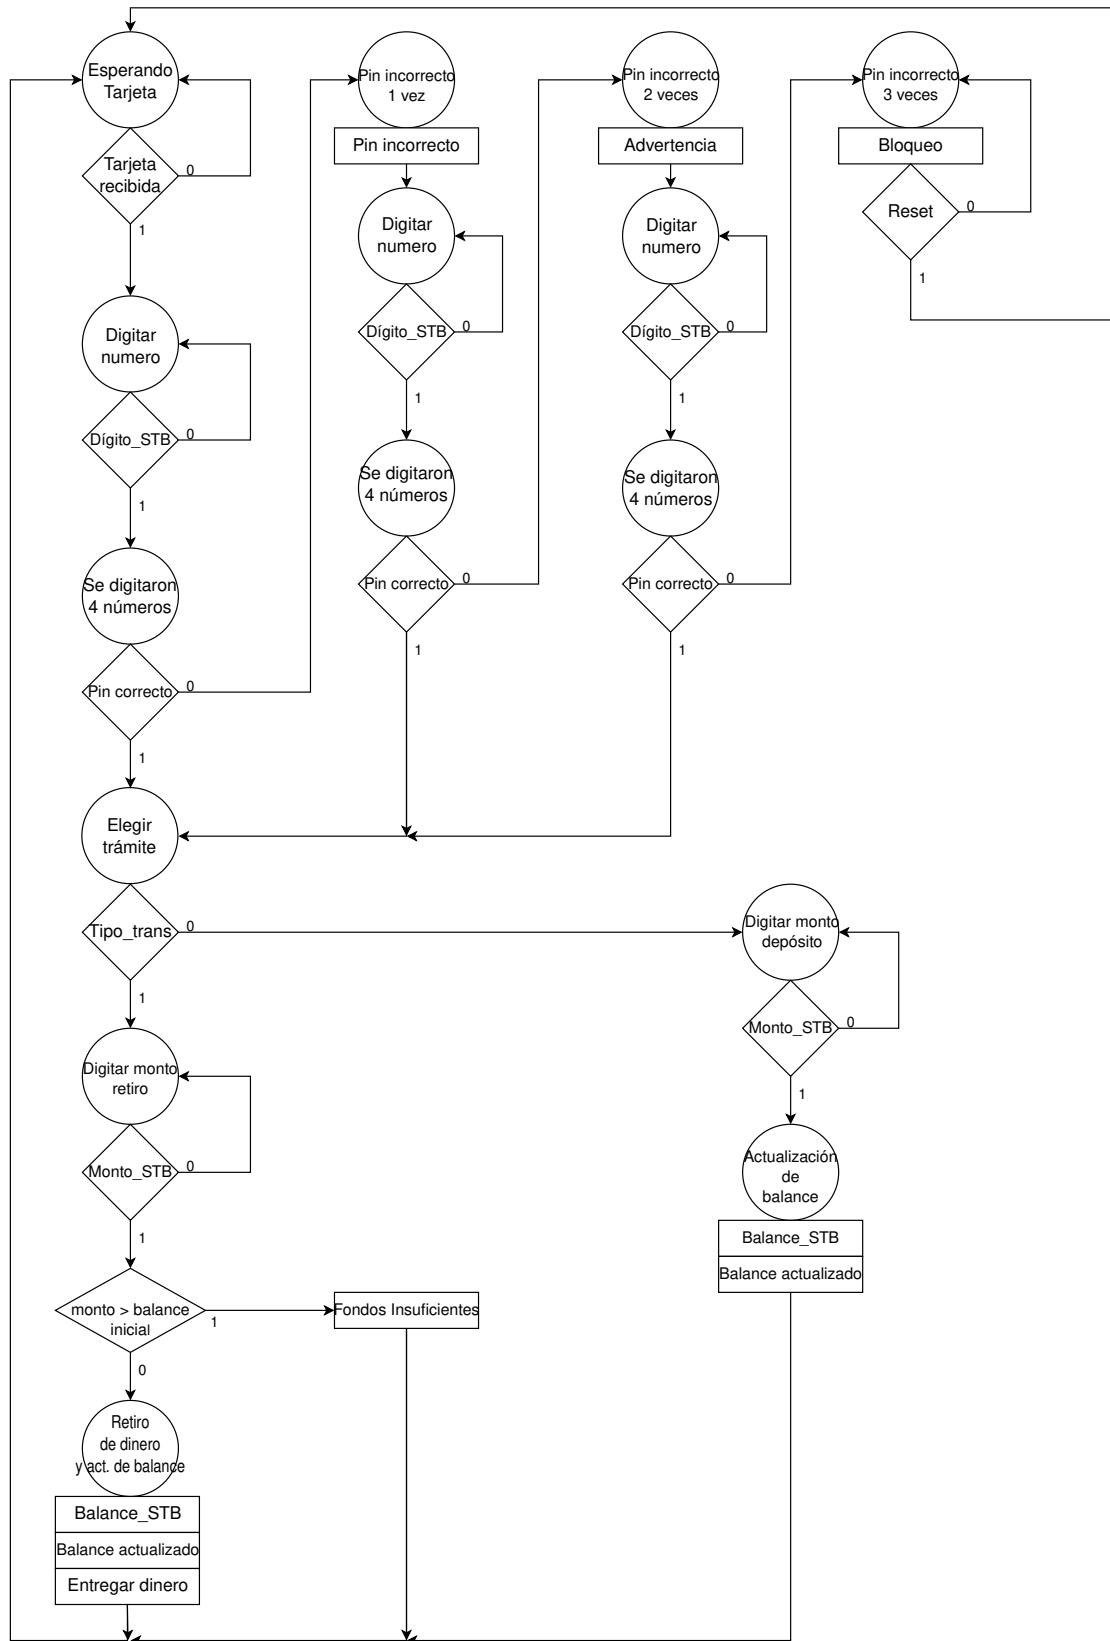 Esperando
Tarjeta
Tarjeta
recibida
0
1
Digitar
numero
Dígito_STB
0
1
Se digitaron
4 números
Pin correcto
0
1
Pin incorrecto
1 vez
Pin incorrecto
Digitar
numero
Dígito_STB
0
1
Se digitaron
4 números
Pin correcto
0
1
Pin incorrecto
2 veces
Advertencia
Digitar
numero
Dígito_STB
0
1
Se digitaron
4 números
Pin correcto
0
1
Pin incorrecto
3 veces
Bloqueo
Reset
0
1
Elegir
trámite
Tipo_trans
0
1
Digitar monto
retiro
Monto_STB
0
1
monto > balance
inicial
1
0
Fondos Insuficientes
Retiro
de dinero
y act. de balance
Balance_STB
Balance actualizado
Entregar dinero
Digitar monto
depósito
Monto_STB
0
1
Actualización
de
balance
Balance_STB
Balance actualizado